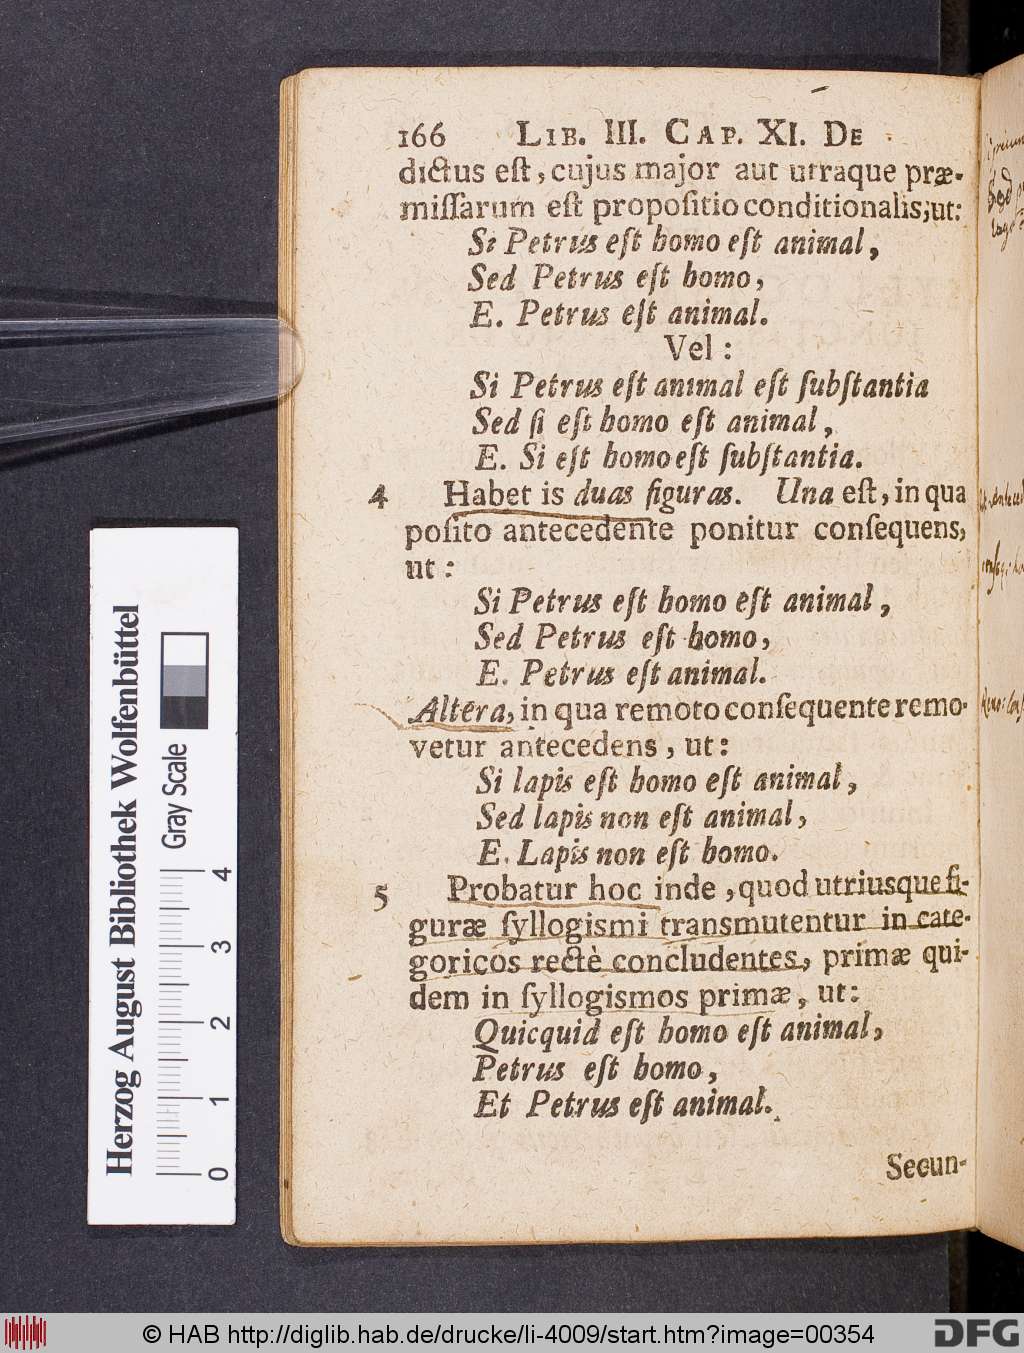 166 LIB. III. CAP. XI. DE
dictus eſt, cujus major aut utraque præ-
miſſarum eſt propoſitio conditionalis; ut:
Si Petrus eſt homo eſt animal,
Sed Petrus eſt homo,
E. Petrus eſt animal.
Vel:
Si Petrus eſt animal eſt ſubſtantia
Sed ſi eſt homo eſt animal,
E. Si eſt homo eſt ſubſtantia.
4 Habet is duas figuras. Una eſt, in qua
poſito antecedente ponitur conſequens,
ut:
Si Petrus eſt homo eſt animal,
Sed Petrus eſt homo,
E. Petrus eſt animal.
Altera, in qua remoto conſequente remo-
vetur antecedens, ut:
Si lapis eſt homo eſt animal,
Sed lapis non eſt animal,
E. Lapis non eſt homo.
5 Probatur hoc inde, quod utriusque fi-
guræ ſyllogismi transmutentur in cate-
goricos rectè concludentes, primæ qui-
dem in ſyllogismos primæ, ut:
Quicquid eſt homo eſt animal,
Petrus eſt homo,
Et Petrus eſt animal.
Secun-
Herzog August Bibliothek Wolfenbüttel
Gray Scale
0 1 2 3 4
© HAB http://diglib.hab.de/drucke/li-4009/start.htm?image=00354
DFG